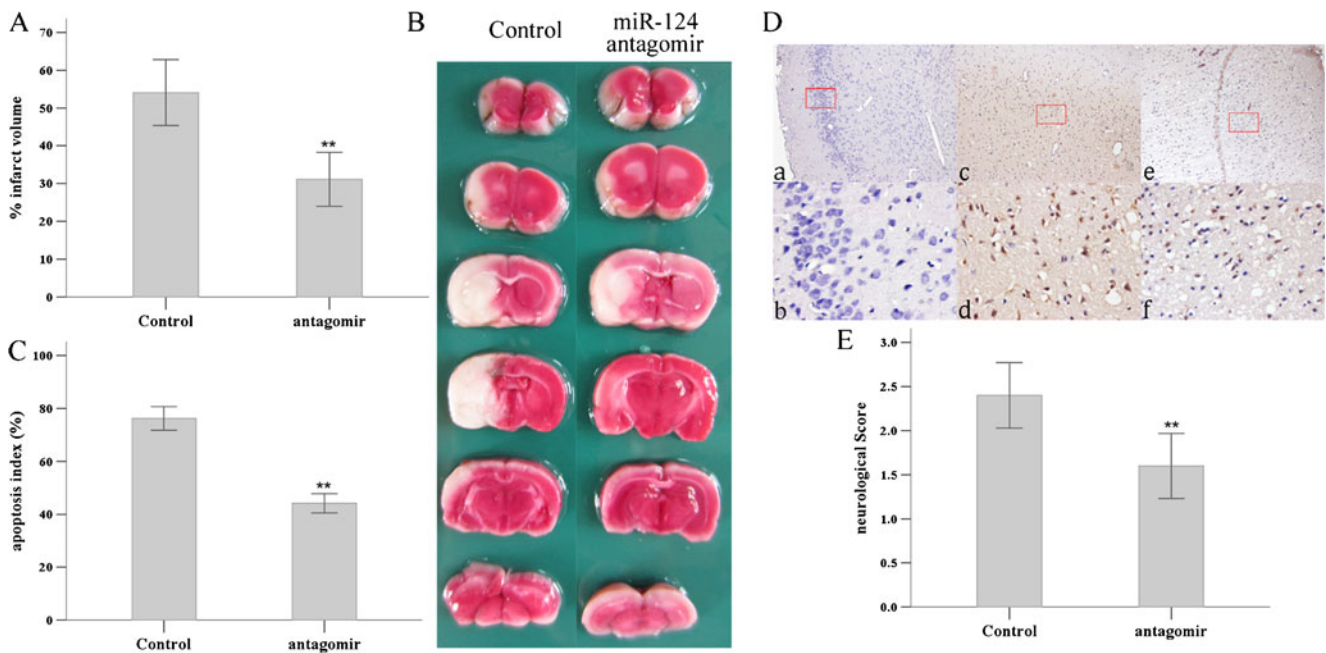 A
70
60
50
40
30
20
10
0
% infarct volume
**
Control
antagomir
B
Control
miR-124
antagomir
C
100
80
60
40
20
0
apoptosis index (%)
**
Control
antagomir
D
a
c
e
b
d
f
E
3.0
2.5
2.0
1.5
1.0
0.5
0.0
neurological Score
**
Control
antagomir